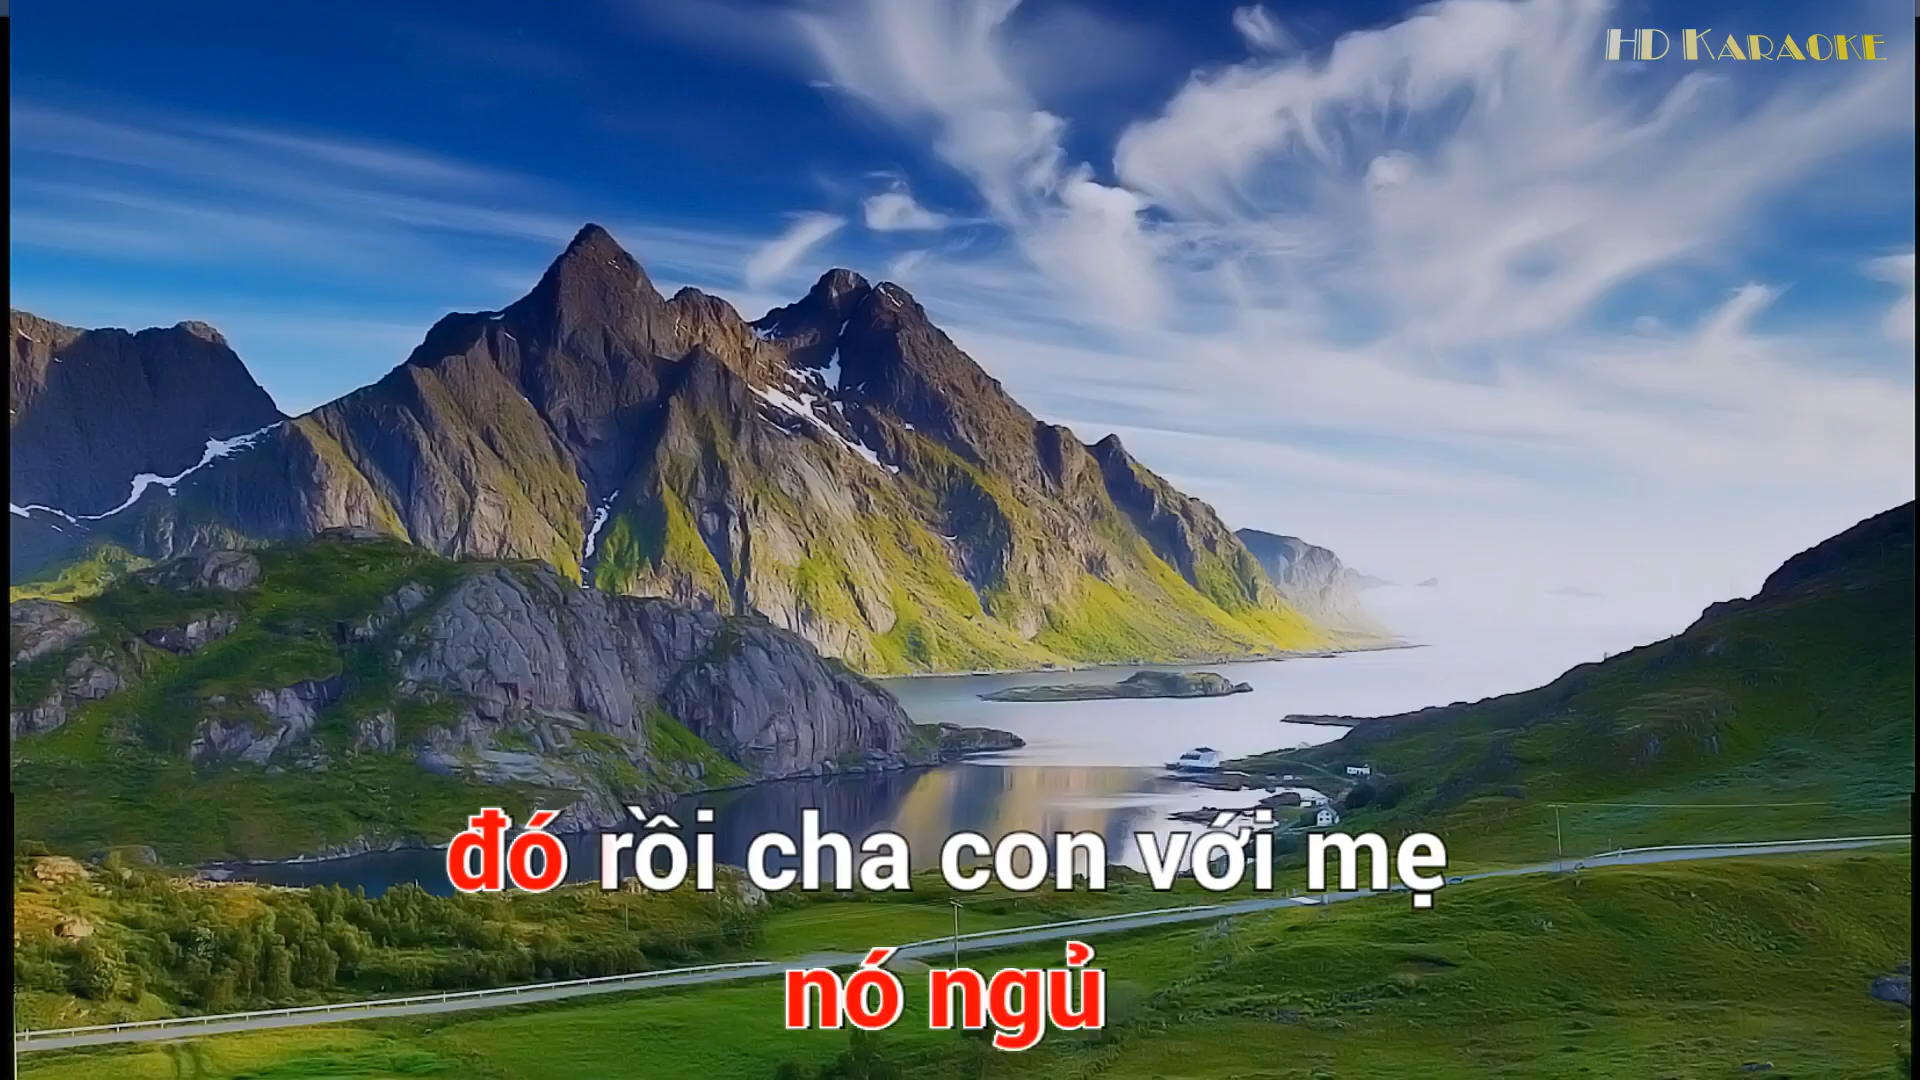 HD KARAOKE
đó rồi cha con với mẹ
nó ngủ